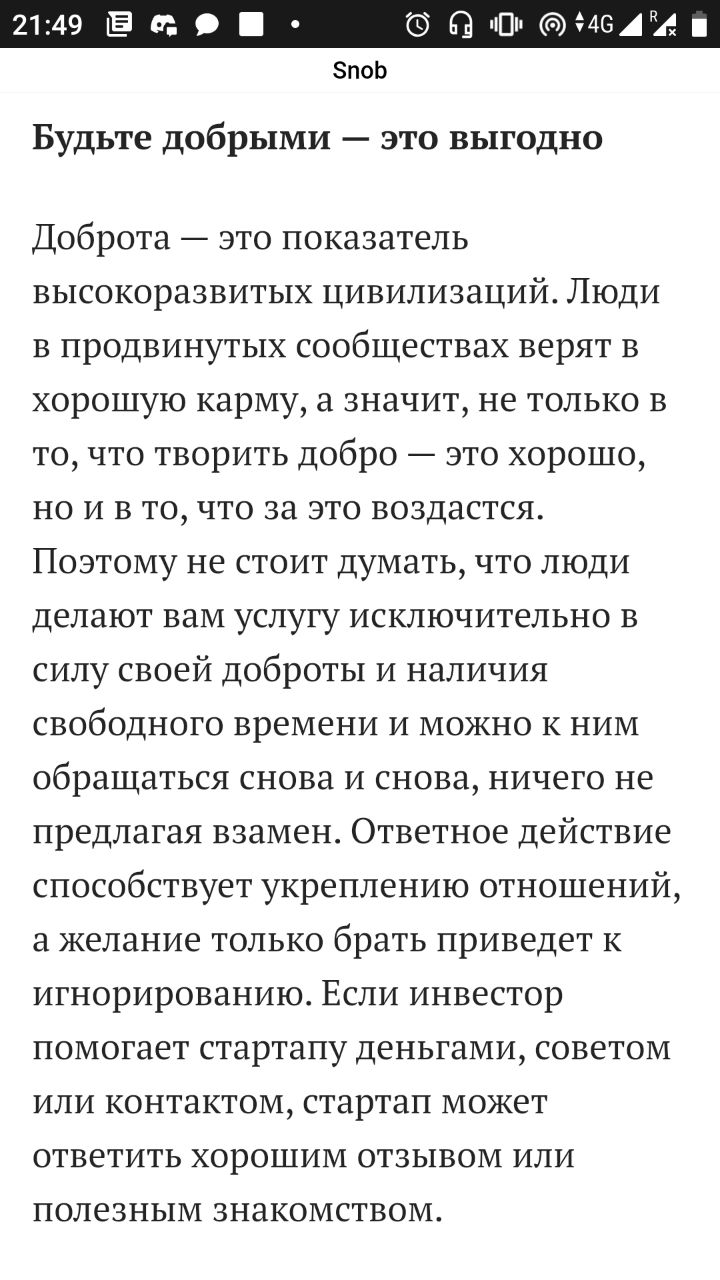 21:49
4G
R
Snob
Будьте добрыми — это выгодно
Доброта — это показатель
высокоразвитых цивилизаций. Люди
в продвинутых сообществах верят в
хорошую карму, а значит, не только в
то, что творить добро — это хорошо,
но и в то, что за это воздастся.
Поэтому не стоит думать, что люди
делают вам услугу исключительно в
силу своей доброты и наличия
свободного времени и можно к ним
обращаться снова и снова, ничего не
предлагая взамен. Ответное действие
способствует укреплению отношений,
а желание только брать приведет к
игнорированию. Если инвестор
помогает стартапу деньгами, советом
или контактом, стартап может
ответить хорошим отзывом или
полезным знакомством.